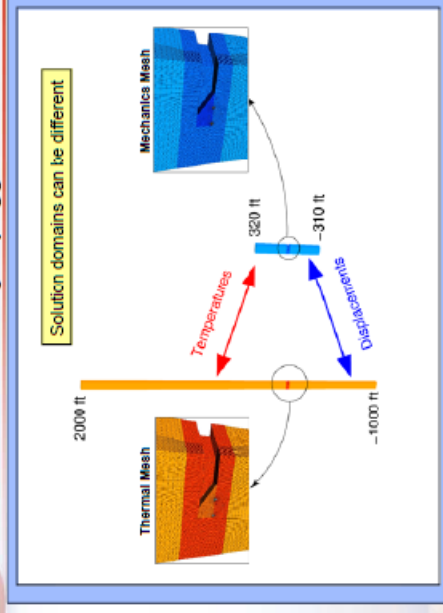 Solution domains can be different
Thermal Mesh
Mechanics Mesh
2000 ft
Temperatures
320 ft
–310 ft
Displacements
–1000 ft